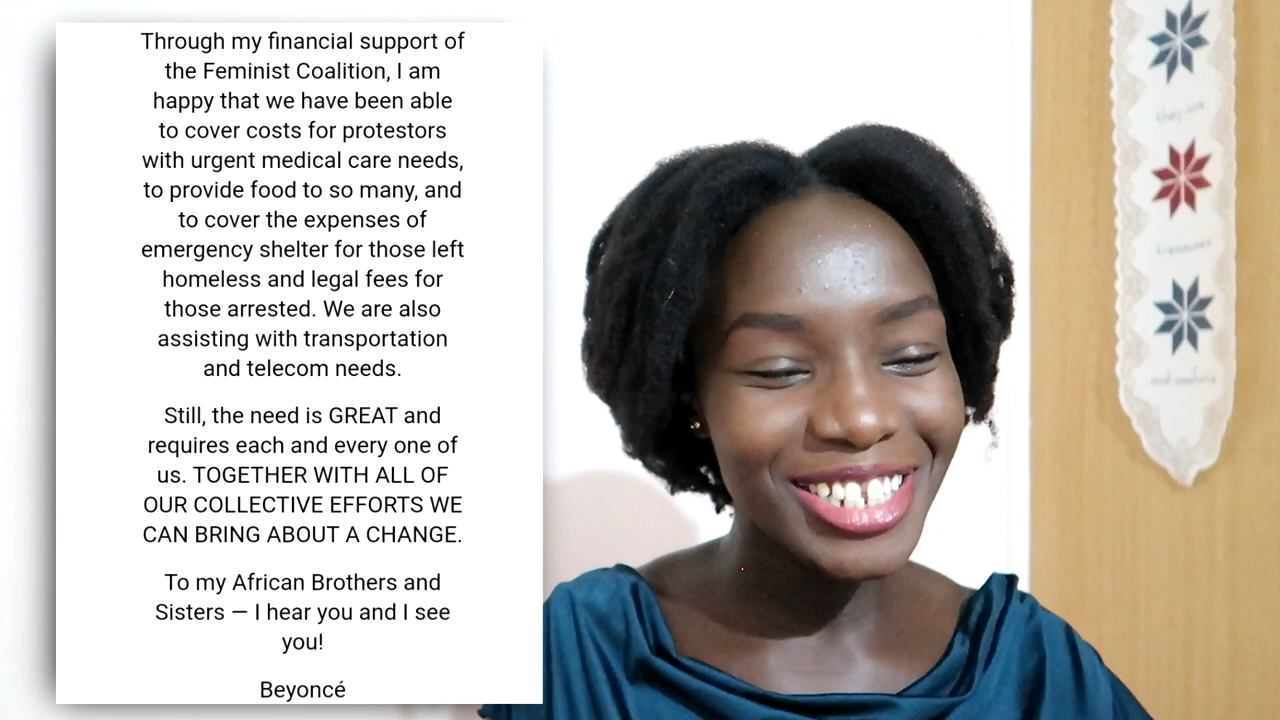 Through my financial support of
the Feminist Coalition, I am
happy that we have been able
to cover costs for protestors
with urgent medical care needs,
to provide food to so many, and
to cover the expenses of
emergency shelter for those left
homeless and legal fees for
those arrested. We are also
assisting with transportation
and telecom needs.
Still, the need is GREAT and
requires each and every one of
us. TOGETHER WITH ALL OF
OUR COLLECTIVE EFFORTS WE
CAN BRING ABOUT A CHANGE.
To my African Brothers and
Sisters — I hear you and I see
you!
Beyoncé
they are
treasures
and comforts